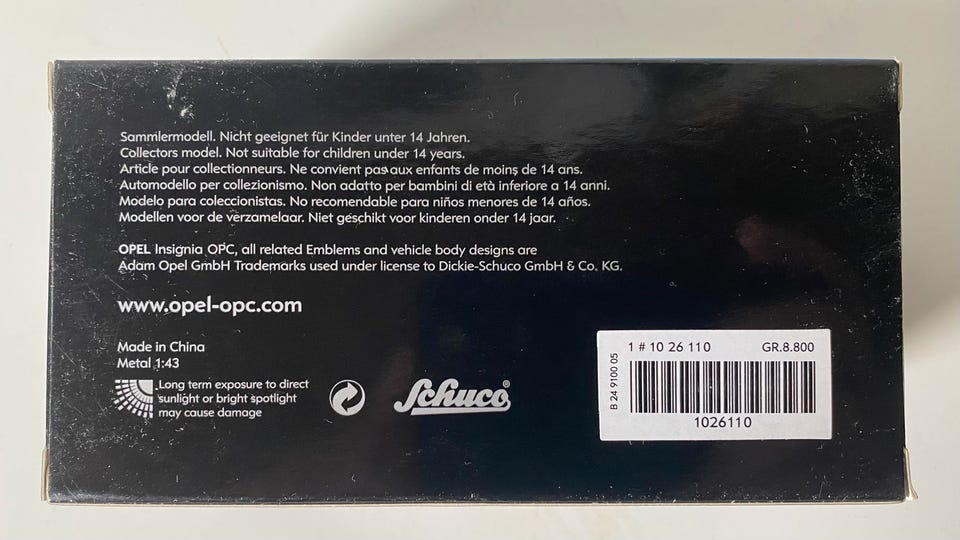 Sammlermodell. Nicht geeignet für Kinder unter 14 Jahren.
Collectors model. Not suitable for children under 14 years.
Article pour collectionneurs. Ne convient pas aux enfants de moins de 14 ans.
Automodello per collezionismo. Non adatto per bambini di età inferiore a 14 anni.
Modelo para coleccionistas. No recomendable para niños menores de 14 años.
Modellen voor de verzamelaar. Niet geschikt voor kinderen onder 14 jaar.
OPEL Insignia OPC, all related Emblems and vehicle body designs are
Adam Opel GmbH Trademarks used under license to Dickie-Schuco GmbH & Co. KG.
www.opel-opc.com
Made in China
Metal 1:43
Long term exposure to direct
sunlight or bright spotlight
may cause damage
Schuco®
1 # 10 26 110 GR.8.800
B 24 9100 05
1026110